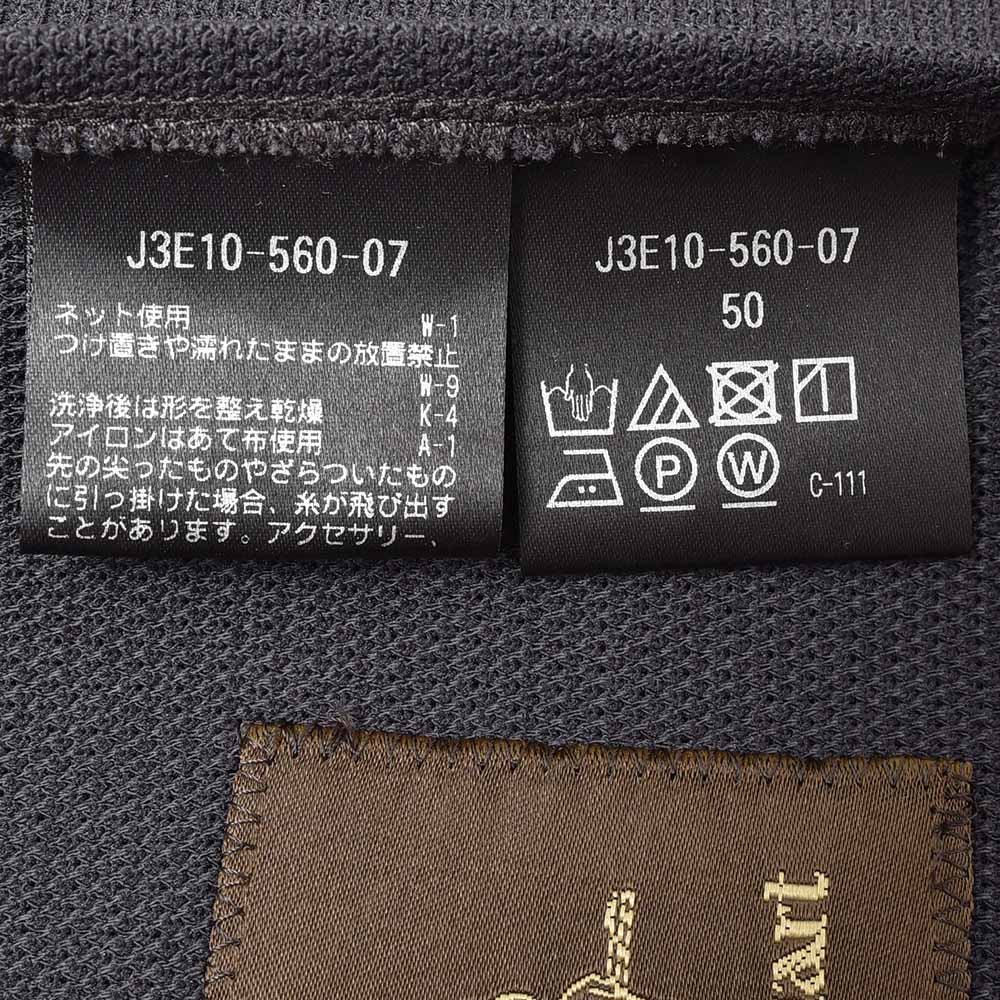 J3E10-560-07
ネット使用 W-1
つけ置きや濡れたままの放置禁止
W-9
洗浄後は形を整え乾燥 K-4
アイロンはあて布使用 A-1
先の尖ったものやざらついたもの
に引っ掛けた場合、糸が飛び出す
ことがあります。アクセサリー、
J3E10-560-07
50
P
W
C-111